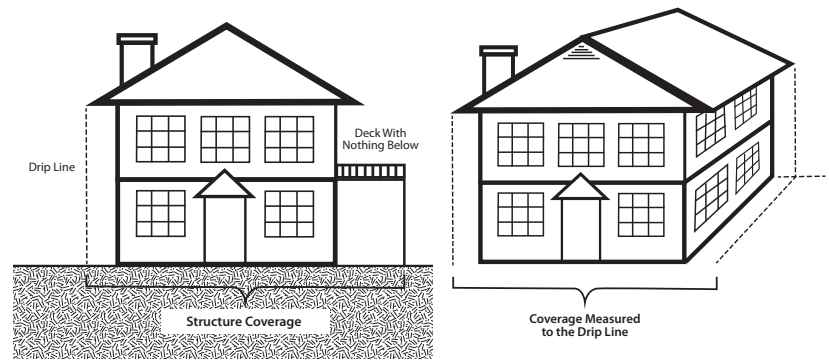 Deck With
Nothing Below
Drip Line
Structure Coverage
Coverage Measured
to the Drip Line